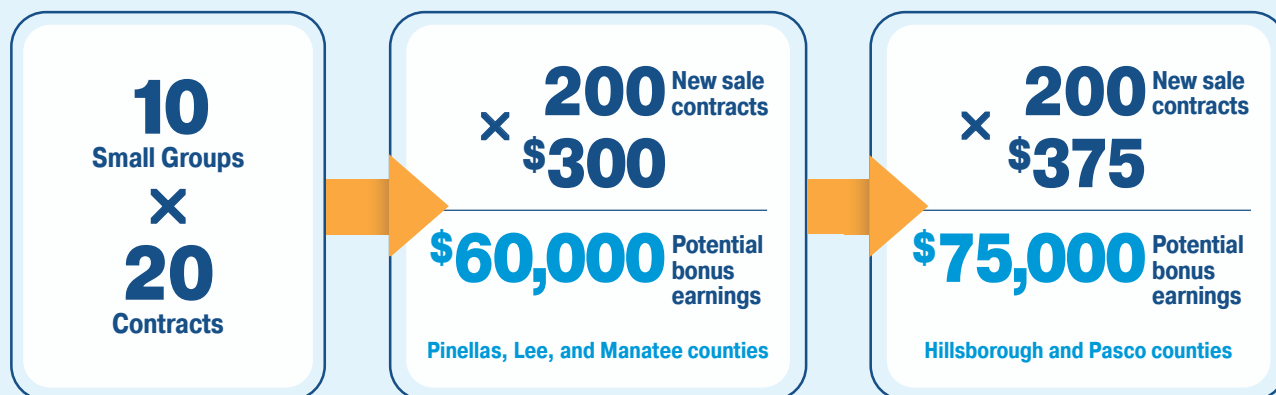 10
Small Groups
×
20
Contracts
200 New sale
contracts
× $300
$60,000 Potential
bonus
earnings
Pinellas, Lee, and Manatee counties
200 New sale
contracts
× $375
$75,000 Potential
bonus
earnings
Hillsborough and Pasco counties